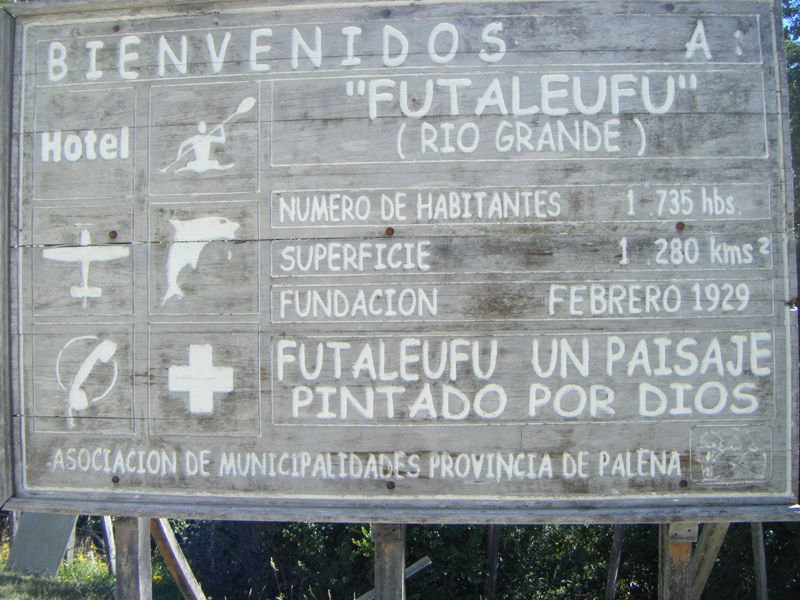 BIENVENIDOS A:
"FUTALEUFU"
( RIO GRANDE )
Hotel
NUMERO DE HABITANTES 1.735 hbs.
SUPERFICIE 1.280 kms²
FUNDACION FEBRERO 1929
FUTALEUFU UN PAISAJE
PINTADO POR DIOS
ASOCIACION DE MUNICIPALIDADES PROVINCIA DE PALENA